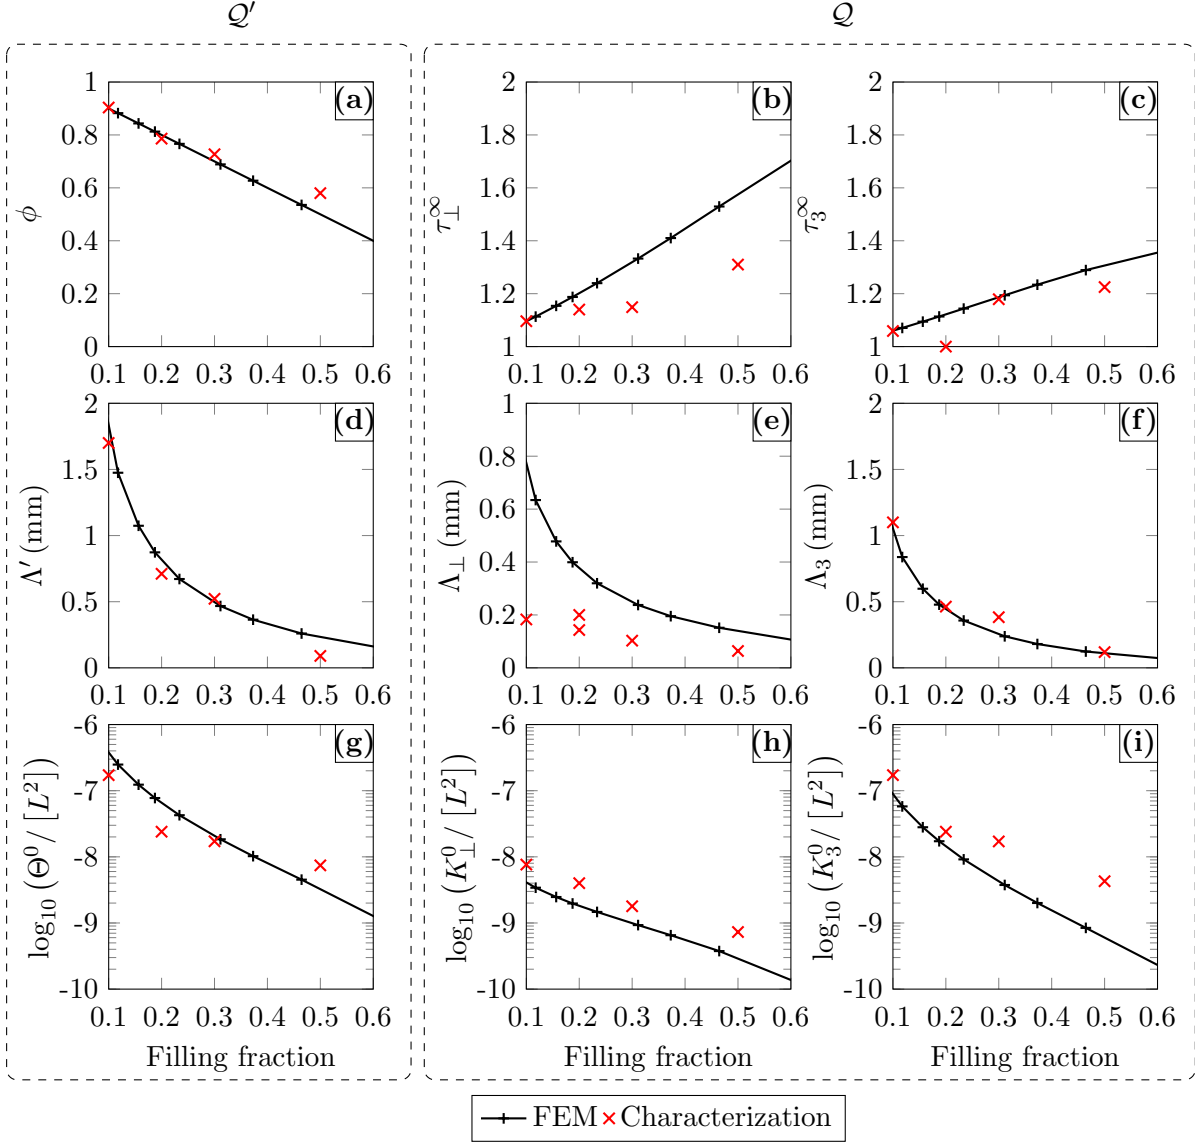 𝒬′ 𝒬
(a) (b) (c)
1 2 2
0.8 1.8 1.8
0.6 1.6 1.6
0.4 1.4 1.4
0.2 1.2 1.2
0 1 1
ϕ τ⊥^∞ τ3^∞
0.1 0.2 0.3 0.4 0.5 0.6 0.1 0.2 0.3 0.4 0.5 0.6 0.1 0.2 0.3 0.4 0.5 0.6
(d) (e) (f)
2 1 2
1.5 0.8 1.5
1 0.6 1
0.5 0.4 0.5
0 0.2 0
0
Λ′ (mm) Λ⊥ (mm) Λ3 (mm)
0.1 0.2 0.3 0.4 0.5 0.6 0.1 0.2 0.3 0.4 0.5 0.6 0.1 0.2 0.3 0.4 0.5 0.6
(g) (h) (i)
-6 -6 -6
-7 -7 -7
-8 -8 -8
-9 -9 -9
-10 -10 -10
log10 (Θ^0/ [L^2]) log10 (K⊥^0/ [L^2]) log10 (K3^0/ [L^2])
0.1 0.2 0.3 0.4 0.5 0.6 0.1 0.2 0.3 0.4 0.5 0.6 0.1 0.2 0.3 0.4 0.5 0.6
Filling fraction Filling fraction Filling fraction
FEM Characterization